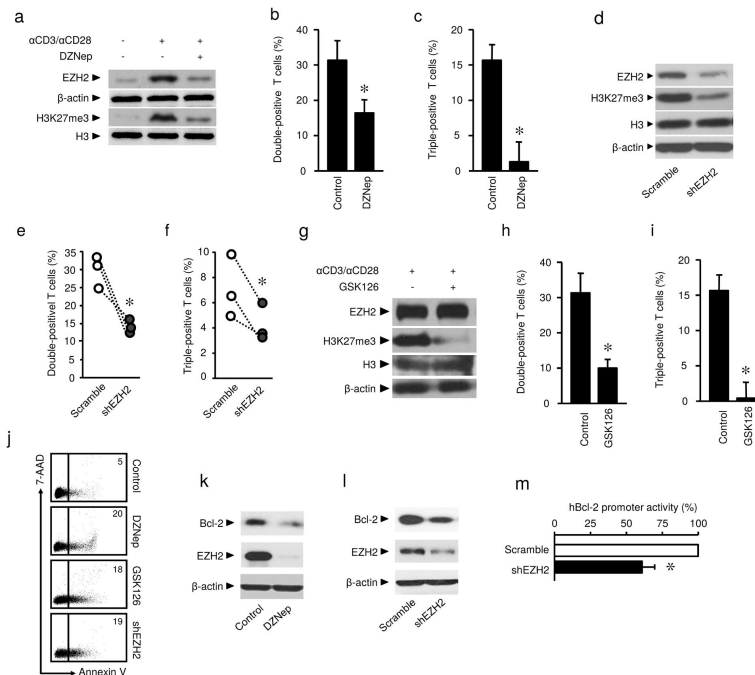 a
αCD3/αCD28 - + +
DZNep - - +
EZH2
β-actin
H3K27me3
H3
b
Double-positive T cells (%)
40
30
20
10
0
*
Control
DZNep
c
Triple-positive T cells (%)
20
15
10
5
0
*
Control
DZNep
d
EZH2
H3K27me3
H3
β-actin
Scramble
shEZH2
e
Double-positiveI T cells (%)
35
30
25
20
15
10
5
0
*
Scramble
shEZH2
f
Triple-positive T cells (%)
10
8
6
4
2
0
*
Scramble
shEZH2
g
αCD3/αCD28 + +
GSK126 - +
EZH2
H3K27me3
H3
β-actin
h
Double-positive T cells (%)
40
30
20
10
0
*
Control
GSK126
i
Triple-positive T cells (%)
20
15
10
5
0
*
Control
GSK126
j
7-AAD
5
Control
20
DZNep
18
GSK126
19
shEZH2
Annexin V
k
Bcl-2
EZH2
β-actin
Control
DZNep
l
Bcl-2
EZH2
β-actin
Scramble
shEZH2
m
hBcl-2 promoter activity (%)
0 25 50 75 100
Scramble
shEZH2
*